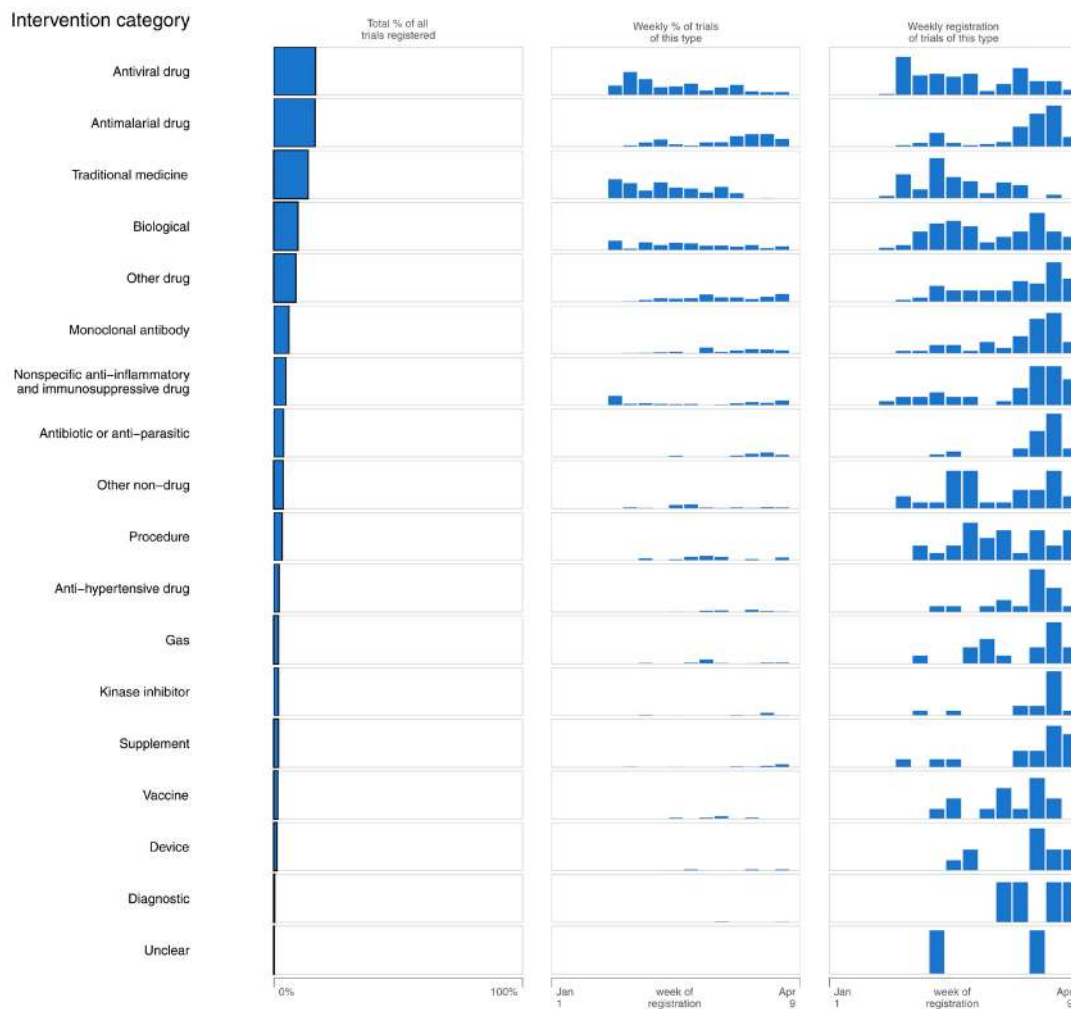 Intervention category
Total % of all
trials registered
Weekly % of trials
of this type
Weekly registration
of trials of this type
Antiviral drug
Antimalarial drug
Traditional medicine
Biological
Other drug
Monoclonal antibody
Nonspecific anti−inflammatory
and immunosuppressive drug
Antibiotic or anti−parasitic
Other non−drug
Procedure
Anti−hypertensive drug
Gas
Kinase inhibitor
Supplement
Vaccine
Device
Diagnostic
Unclear
0% 100%
Jan
1
week of
registration
Apr
9
Jan
1
week of
registration
Apr
9